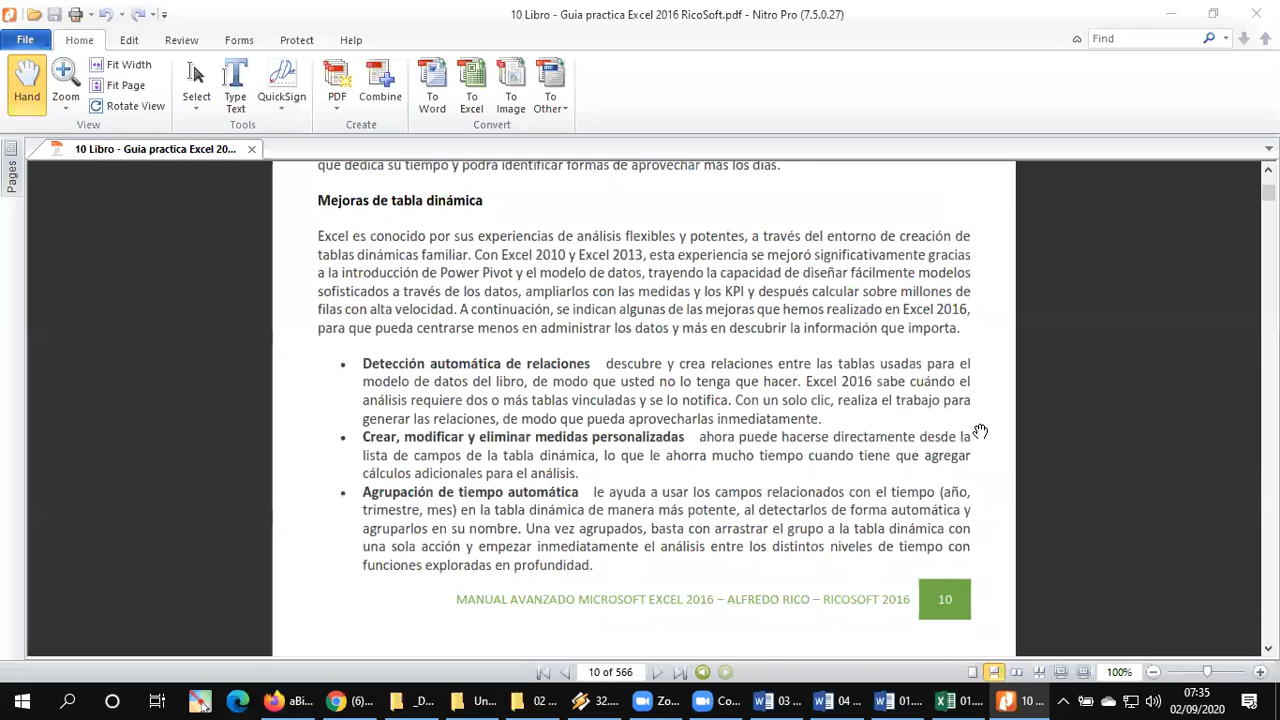 10 Libro - Guia practica Excel 2016 RicoSoft.pdf - Nitro Pro (7.5.0.27)
File Home Edit Review Forms Protect Help Find
Hand Zoom Fit Width Fit Page Rotate View Select Type Text QuickSign PDF Combine To Word To Excel To Image To Other
View Tools Create Convert
10 Libro - Guia practica Excel 20...
Pages
que dedica su tiempo y podrá identificar formas de aprovechar más los días.
Mejoras de tabla dinámica
Excel es conocido por sus experiencias de análisis flexibles y potentes, a través del entorno de creación de
tablas dinámicas familiar. Con Excel 2010 y Excel 2013, esta experiencia se mejoró significativamente gracias
a la introducción de Power Pivot y el modelo de datos, trayendo la capacidad de diseñar fácilmente modelos
sofisticados a través de los datos, ampliarlos con las medidas y los KPI y después calcular sobre millones de
filas con alta velocidad. A continuación, se indican algunas de las mejoras que hemos realizado en Excel 2016,
para que pueda centrarse menos en administrar los datos y más en descubrir la información que importa.
• Detección automática de relaciones descubre y crea relaciones entre las tablas usadas para el
modelo de datos del libro, de modo que usted no lo tenga que hacer. Excel 2016 sabe cuándo el
análisis requiere dos o más tablas vinculadas y se lo notifica. Con un solo clic, realiza el trabajo para
generar las relaciones, de modo que pueda aprovecharlas inmediatamente.
• Crear, modificar y eliminar medidas personalizadas ahora puede hacerse directamente desde la
lista de campos de la tabla dinámica, lo que le ahorra mucho tiempo cuando tiene que agregar
cálculos adicionales para el análisis.
• Agrupación de tiempo automática le ayuda a usar los campos relacionados con el tiempo (año,
trimestre, mes) en la tabla dinámica de manera más potente, al detectarlos de forma automática y
agruparlos en su nombre. Una vez agrupados, basta con arrastrar el grupo a la tabla dinámica con
una sola acción y empezar inmediatamente el análisis entre los distintos niveles de tiempo con
funciones exploradas en profundidad.
MANUAL AVANZADO MICROSOFT EXCEL 2016 – ALFREDO RICO – RICOSOFT 2016 10
10 of 566 100%
aBi... (6)... _D... Un... 02 ... 32.... Zo... Co... 03 ... 04 ... 01.... 01.... 10 ... 07:35
02/09/2020